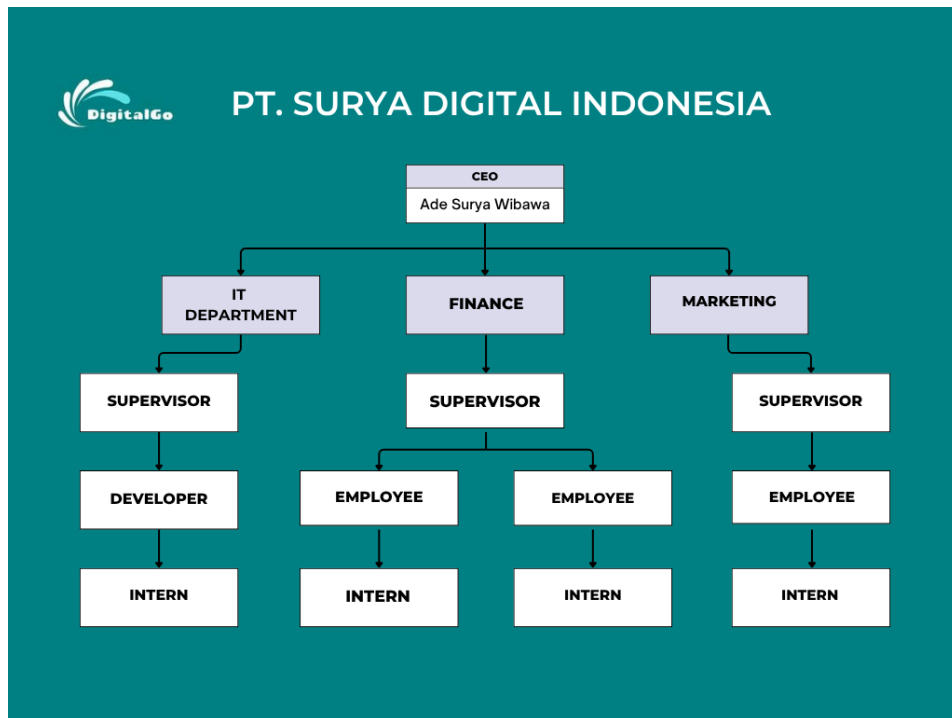 DigitalGo
PT. SURYA DIGITAL INDONESIA
CEO
Ade Surya Wibawa
IT
DEPARTMENT
FINANCE
MARKETING
SUPERVISOR
SUPERVISOR
SUPERVISOR
DEVELOPER
EMPLOYEE
EMPLOYEE
EMPLOYEE
INTERN
INTERN
INTERN
INTERN